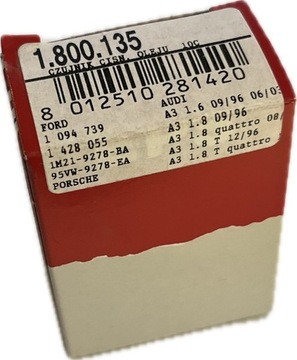 1.800.135
CZUJNIK CISN. OLEJU 10C
8 012510 281420
FORD
1 094 739
1 428 055
1M21-9278-BA
95VW-9278-EA
PORSCHE
AUDI
A3 1.6 09/96 06/03
A3 1.8 09/96
A3 1.8 quattro 08/
A3 1.8 T 12/96
A3 1.8 T quattro